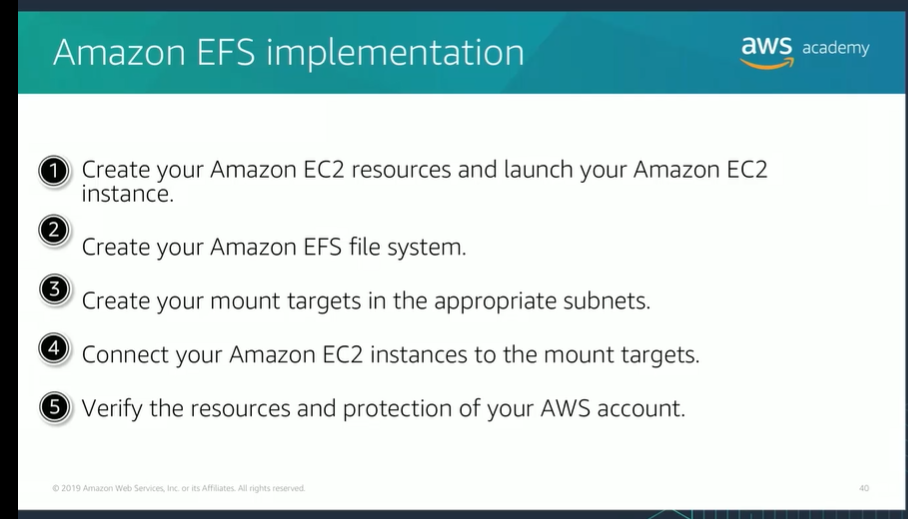 Amazon EFS implementation
aws academy
1 Create your Amazon EC2 resources and launch your Amazon EC2
instance.
2
Create your Amazon EFS file system.
3
Create your mount targets in the appropriate subnets.
4 Connect your Amazon EC2 instances to the mount targets.
5 Verify the resources and protection of your AWS account.
© 2019 Amazon Web Services, Inc. or its Affiliates. All rights reserved.
40